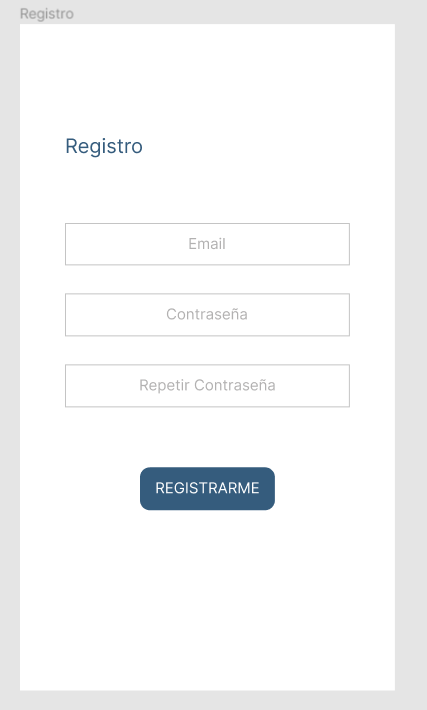 Registro
Registro
Email
Contraseña
Repetir Contraseña
REGISTRARME